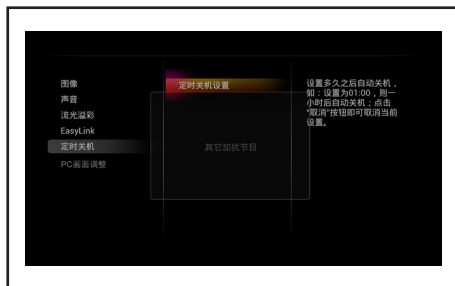 图像
声音
流光溢彩
EasyLink
定时关机
PC画面调整
定时关机设置
其它加扰节目
设置多久之后自动关机，
如：设置为01:00，则一
小时后自动关机；点击
“取消”按钮即可取消当前
设置。